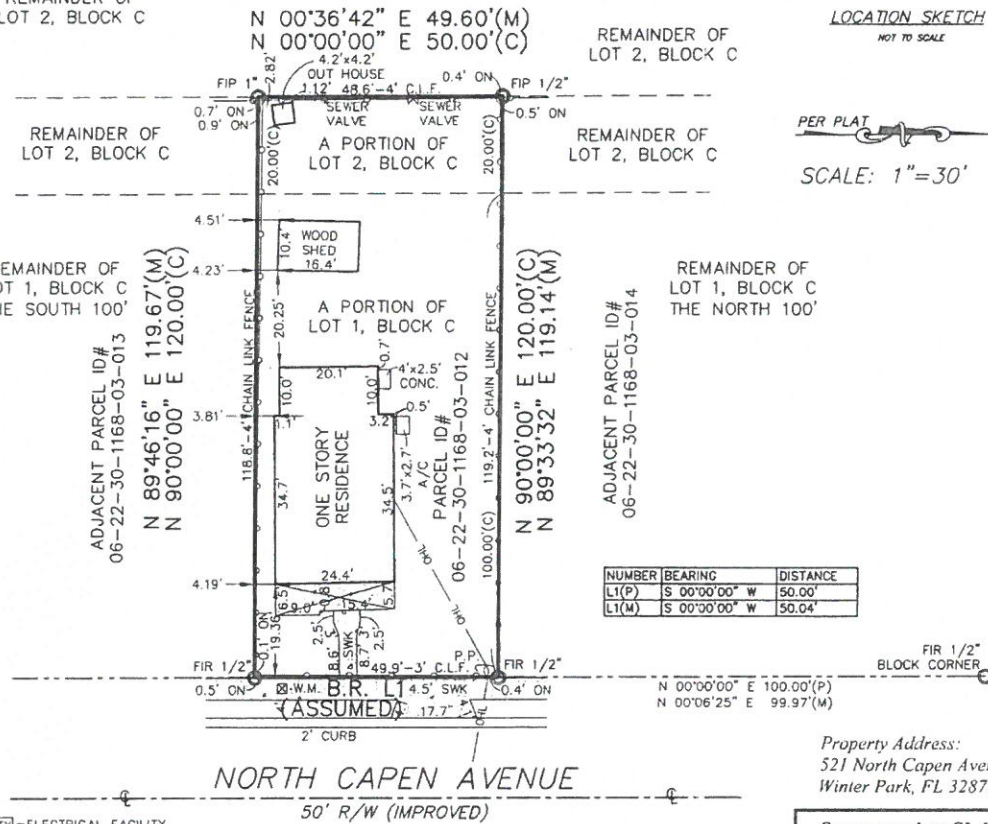 REMAINDER OF
LOT 2, BLOCK C
N 00°36'42" E 49.60'(M)
N 00°00'00" E 50.00'(C)
REMAINDER OF
LOT 2, BLOCK C
LOCATION SKETCH
NOT TO SCALE
2.82'
4.2'x4.2'
OUT HOUSE
FIP 1"
1.12' 48.6'-4' C.L.F.
0.4' ON
FIP 1/2"
0.7' ON
0.9' ON
SEWER
VALVE
SEWER
VALVE
0.5' ON
REMAINDER OF
LOT 2, BLOCK C
20.00'(C)
A PORTION OF
LOT 2, BLOCK C
20.00'(C)
REMAINDER OF
LOT 2, BLOCK C
PER PLAT
SCALE: 1"=30'
4.51'
10.4'
WOOD
SHED
16.4'
4.23'
REMAINDER OF
LOT 1, BLOCK C
THE SOUTH 100'
20.25'
A PORTION OF
LOT 1, BLOCK C
REMAINDER OF
LOT 1, BLOCK C
THE NORTH 100'
ADJACENT PARCEL ID#
06-22-30-1168-03-013
N 89°46'16" E 119.67'(M)
N 90°00'00" E 120.00'(C)
118.8'-4' CHAIN LINK FENCE
20.1'
0.7'
4'x2.5'
CONC.
10.0'
10.0'
0.5'
3.81'
1.1'
3.2'
3.7'x2.7'
A/C
34.7'
ONE STORY
RESIDENCE
34.5'
PARCEL ID#
06-22-30-1168-03-012
119.2'-4' CHAIN LINK FENCE
100.00'(C)
N 90°00'00" E 120.00'(C)
N 89°33'32" E 119.14'(M)
ADJACENT PARCEL ID#
06-22-30-1168-03-014
OHL
OHL
4.19'
24.4'
6.5'
9.0'
0.8'
15.4'
5.7'
2.5'
3'
3'
2.5'
0.1' ON
19.36'
8.6'
SWK
8.7'
NUMBER BEARING DISTANCE
L1(P) S 00°00'00" W 50.00'
L1(M) S 00°00'00" W 50.04'
FIR 1/2"
49.9'-3' C.L.F.
P.P.
FIR 1/2"
FIR 1/2"
BLOCK CORNER
0.5' ON
W.M.
B.R. L1
4.5' SWK
0.4' ON
(ASSUMED)
17.7'
OHL
N 00°00'00" E 100.00'(P)
N 00°06'25" E 99.97'(M)
2' CURB
NORTH CAPEN AVENUE
50' R/W (IMPROVED)
Property Address:
521 North Capen Aven
Winter Park, FL 3287
=ELECTRICAL FACILITY